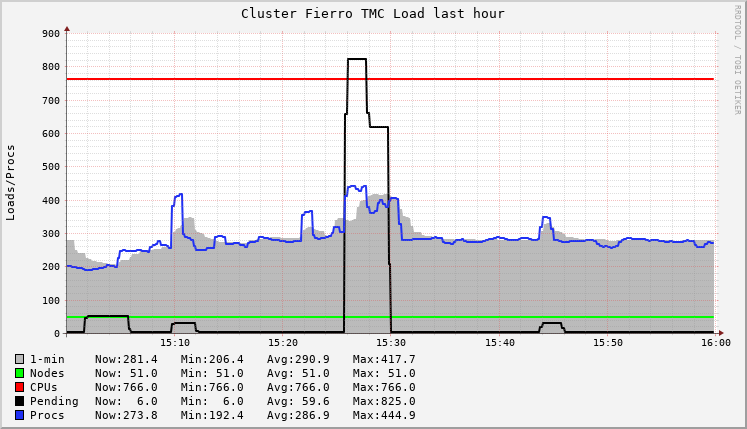 Cluster Fierro TMC Load last hour
RRDTOOL / TOBI OETIKER
Loads/Procs
900
800
700
600
500
400
300
200
100
0
15:10 15:20 15:30 15:40 15:50 16:00
1-min Now:281.4 Min:206.4 Avg:290.9 Max:417.7
Nodes Now: 51.0 Min: 51.0 Avg: 51.0 Max: 51.0
CPUs Now:766.0 Min:766.0 Avg:766.0 Max:766.0
Pending Now: 6.0 Min: 6.0 Avg: 59.6 Max:825.0
Procs Now:273.8 Min:192.4 Avg:286.9 Max:444.9